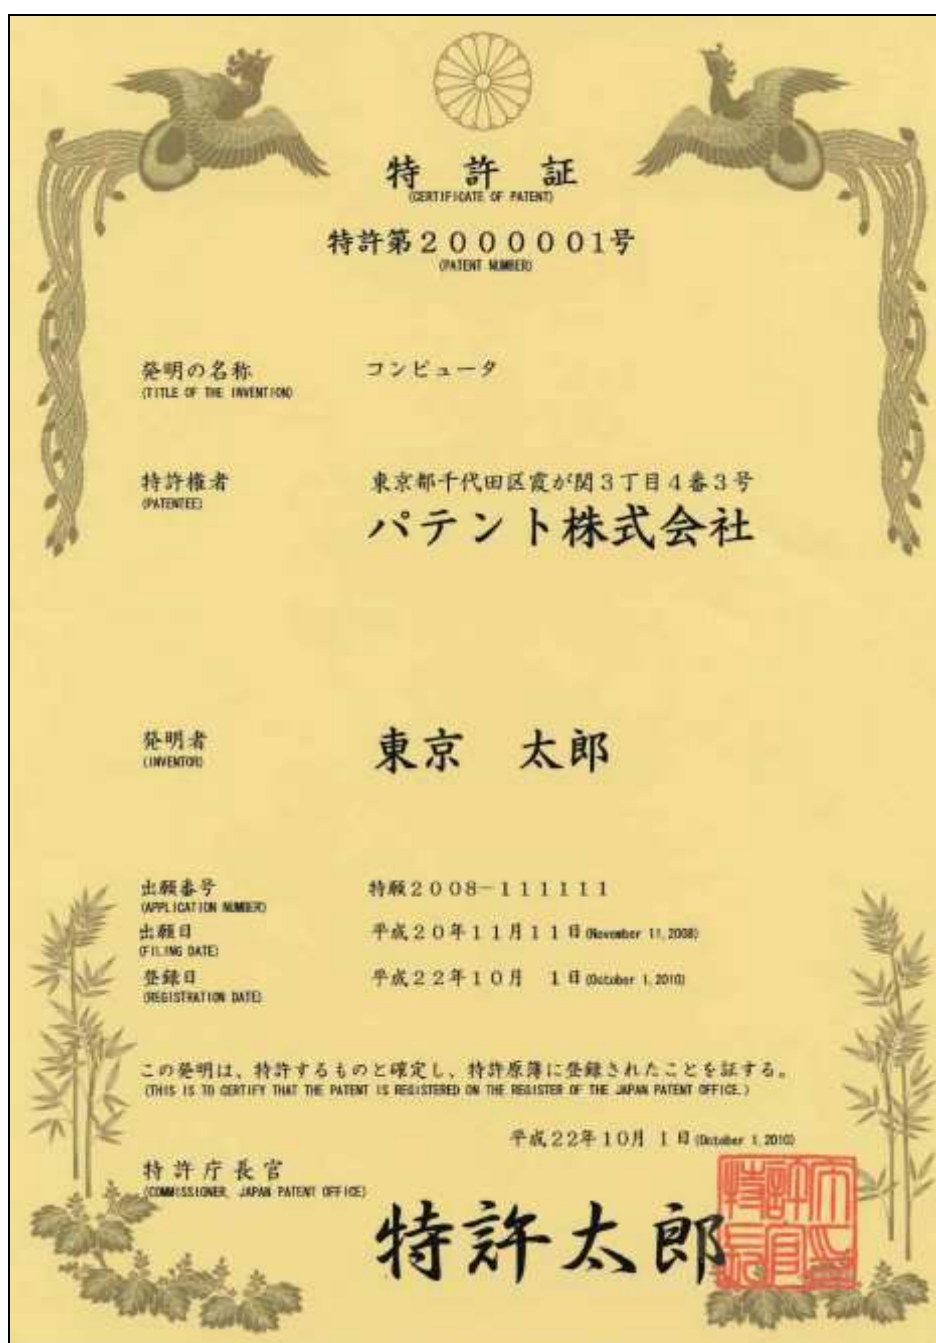 特許証
(CERTIFICATE OF PATENT)
特許第2000001号
(PATENT NUMBER)
発明の名称 コンピュータ
(TITLE OF THE INVENTION)
特許権者 東京都千代田区霞が関3丁目4番3号
(PATENTEE) パテント株式会社
発明者 東京 太郎
(INVENTOR)
出願番号 特願2008-111111
(APPLICATION NUMBER)
出願日 平成20年11月11日(November 11, 2008)
(FILING DATE)
登録日 平成22年10月 1日(October 1, 2010)
(REGISTRATION DATE)
この発明は、特許するものと確定し、特許原簿に登録されたことを証する。
(THIS IS TO CERTIFY THAT THE PATENT IS REGISTERED ON THE REGISTER OF THE JAPAN PATENT OFFICE.)
平成22年10月 1日(October 1, 2010)
特許庁長官
(COMMISSIONER, JAPAN PATENT OFFICE)
特許太郎